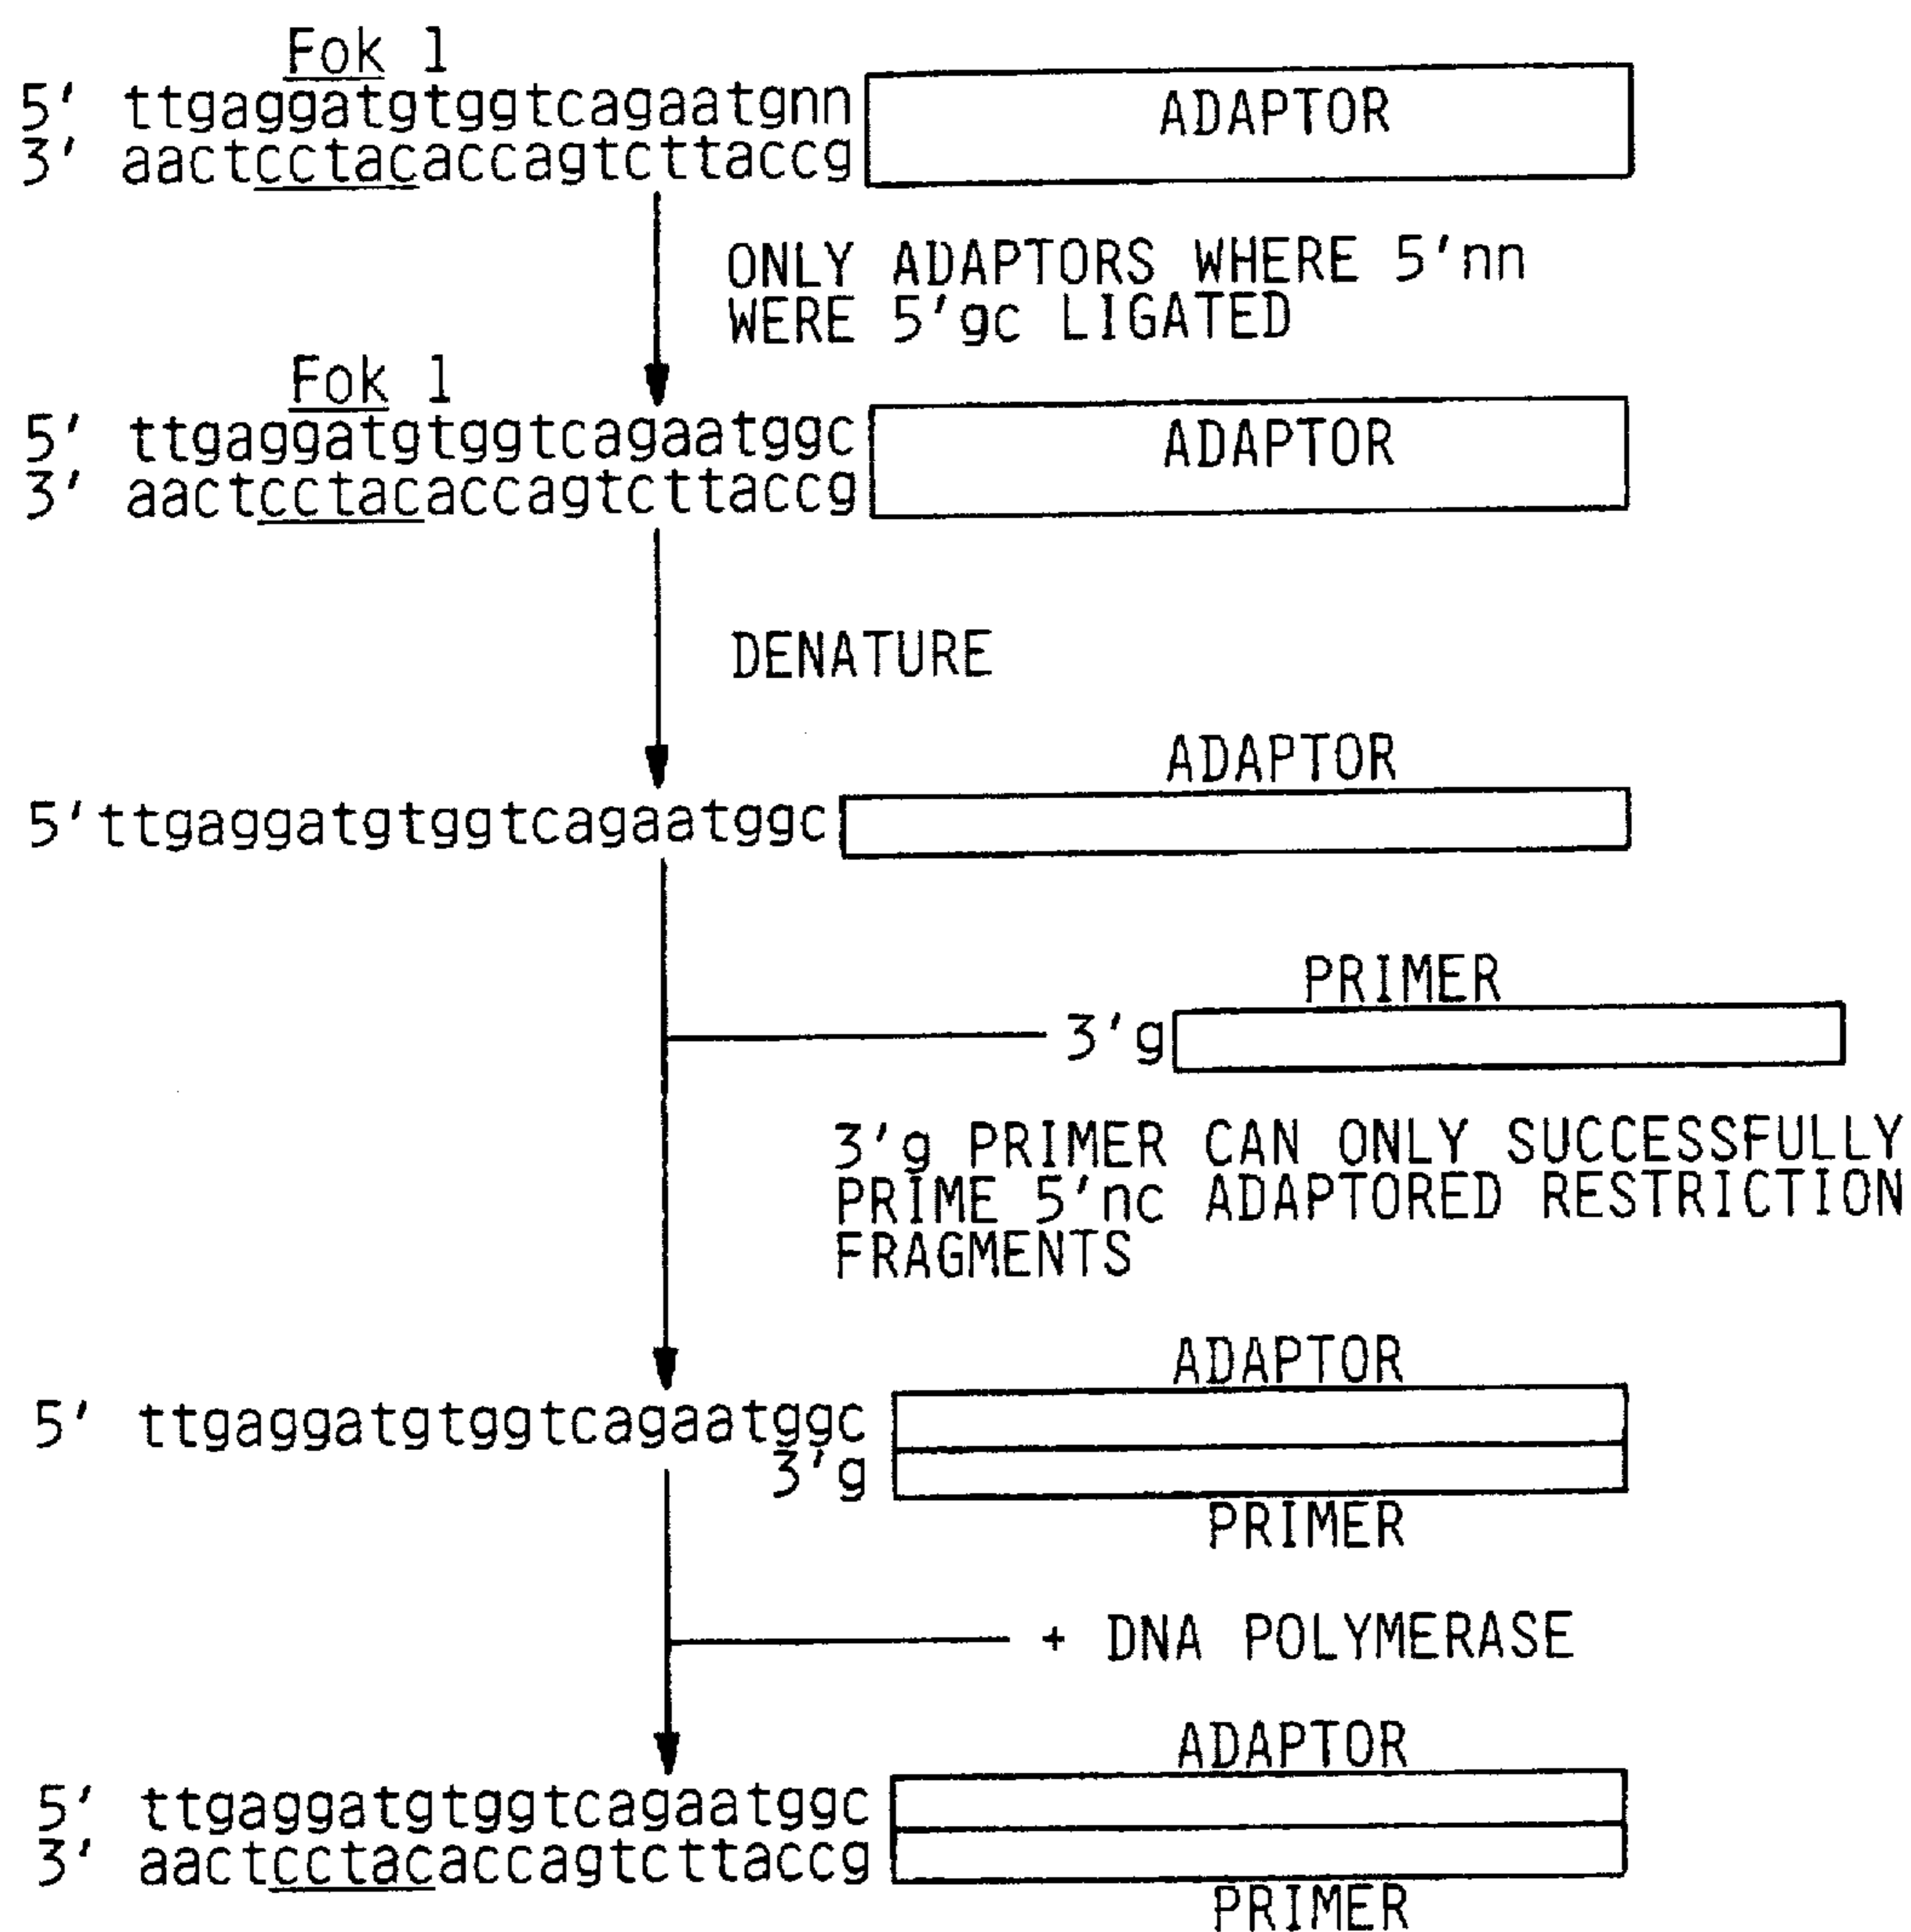 Fok 1
5' ttgaggatgtggtcagaatgnn
ADAPTOR
3' aactcctacaccagtcttaccg
ONLY ADAPTORS WHERE 5'nn
WERE 5'gc LIGATED
Fok 1
5' ttgaggatgtggtcagaatggc
ADAPTOR
3' aactcctacaccagtcttaccg
DENATURE
ADAPTOR
5'ttgaggatgtggtcagaatggc
PRIMER
3'g
3'g PRIMER CAN ONLY SUCCESSFULLY
PRIME 5'nc ADAPTORED RESTRICTION
FRAGMENTS
ADAPTOR
5' ttgaggatgtggtcagaatggc
3'g
PRIMER
+ DNA POLYMERASE
ADAPTOR
5' ttgaggatgtggtcagaatggc
3' aactcctacaccagtcttaccg
PRIMER